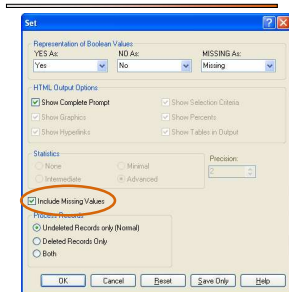 Set
Representation of Boolean Values
YES As: NO As: MISSING As:
Yes No Missing
HTML Output Options
Show Complete Prompt Show Selection Criteria
Show Graphics Show Percents
Show Hyperlinks Show Tables in Output
Statistics
None Minimal Precision:
Intermediate Advanced 2
Include Missing Values
Process Records
Undeleted Records only (Normal)
Deleted Records Only
Both
OK Cancel Reset Save Only Help